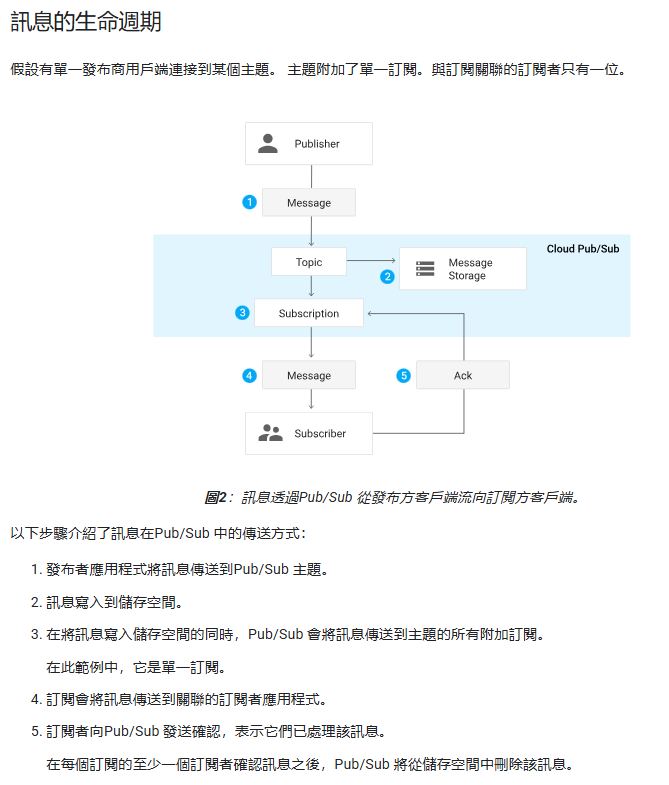 訊息的生命週期
假設有單一發布商用戶端連接到某個主題。 主題附加了單一訂閱。與訂閱關聯的訂閱者只有一位。
Publisher
1 Message
Cloud Pub/Sub
Topic
2 Message
Storage
3 Subscription
4 Message
5 Ack
Subscriber
圖2：訊息透過Pub/Sub 從發布方客戶端流向訂閱方客戶端。
以下步驟介紹了訊息在Pub/Sub 中的傳送方式：
1. 發布者應用程式將訊息傳送到Pub/Sub 主題。
2. 訊息寫入到儲存空間。
3. 在將訊息寫入儲存空間的同時，Pub/Sub 會將訊息傳送到主題的所有附加訂閱。
在此範例中，它是單一訂閱。
4. 訂閱會將訊息傳送到關聯的訂閱者應用程式。
5. 訂閱者向Pub/Sub 發送確認，表示它們已處理該訊息。
在每個訂閱的至少一個訂閱者確認訊息之後，Pub/Sub 將從儲存空間中刪除該訊息。